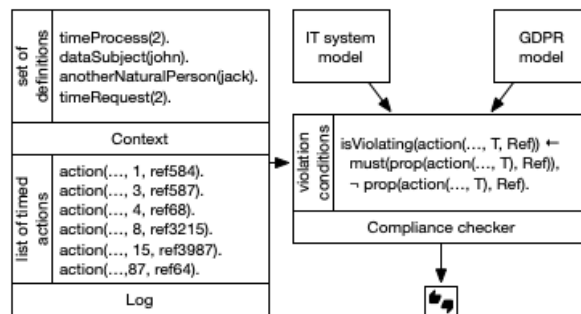 set of
definitions
timeProcess(2).
dataSubject(john).
anotherNaturalPerson(jack).
timeRequest(2).
Context
list of timed
actions
action(..., 1, ref584).
action(..., 3, ref587).
action(..., 4, ref68).
action(..., 8, ref3215).
action(..., 15, ref3987).
action(...,87, ref64).
Log
IT system
model
GDPR
model
violation
conditions
isViolating(action(..., T, Ref)) ←
must(prop(action(..., T), Ref)),
¬ prop(action(..., T), Ref).
Compliance checker